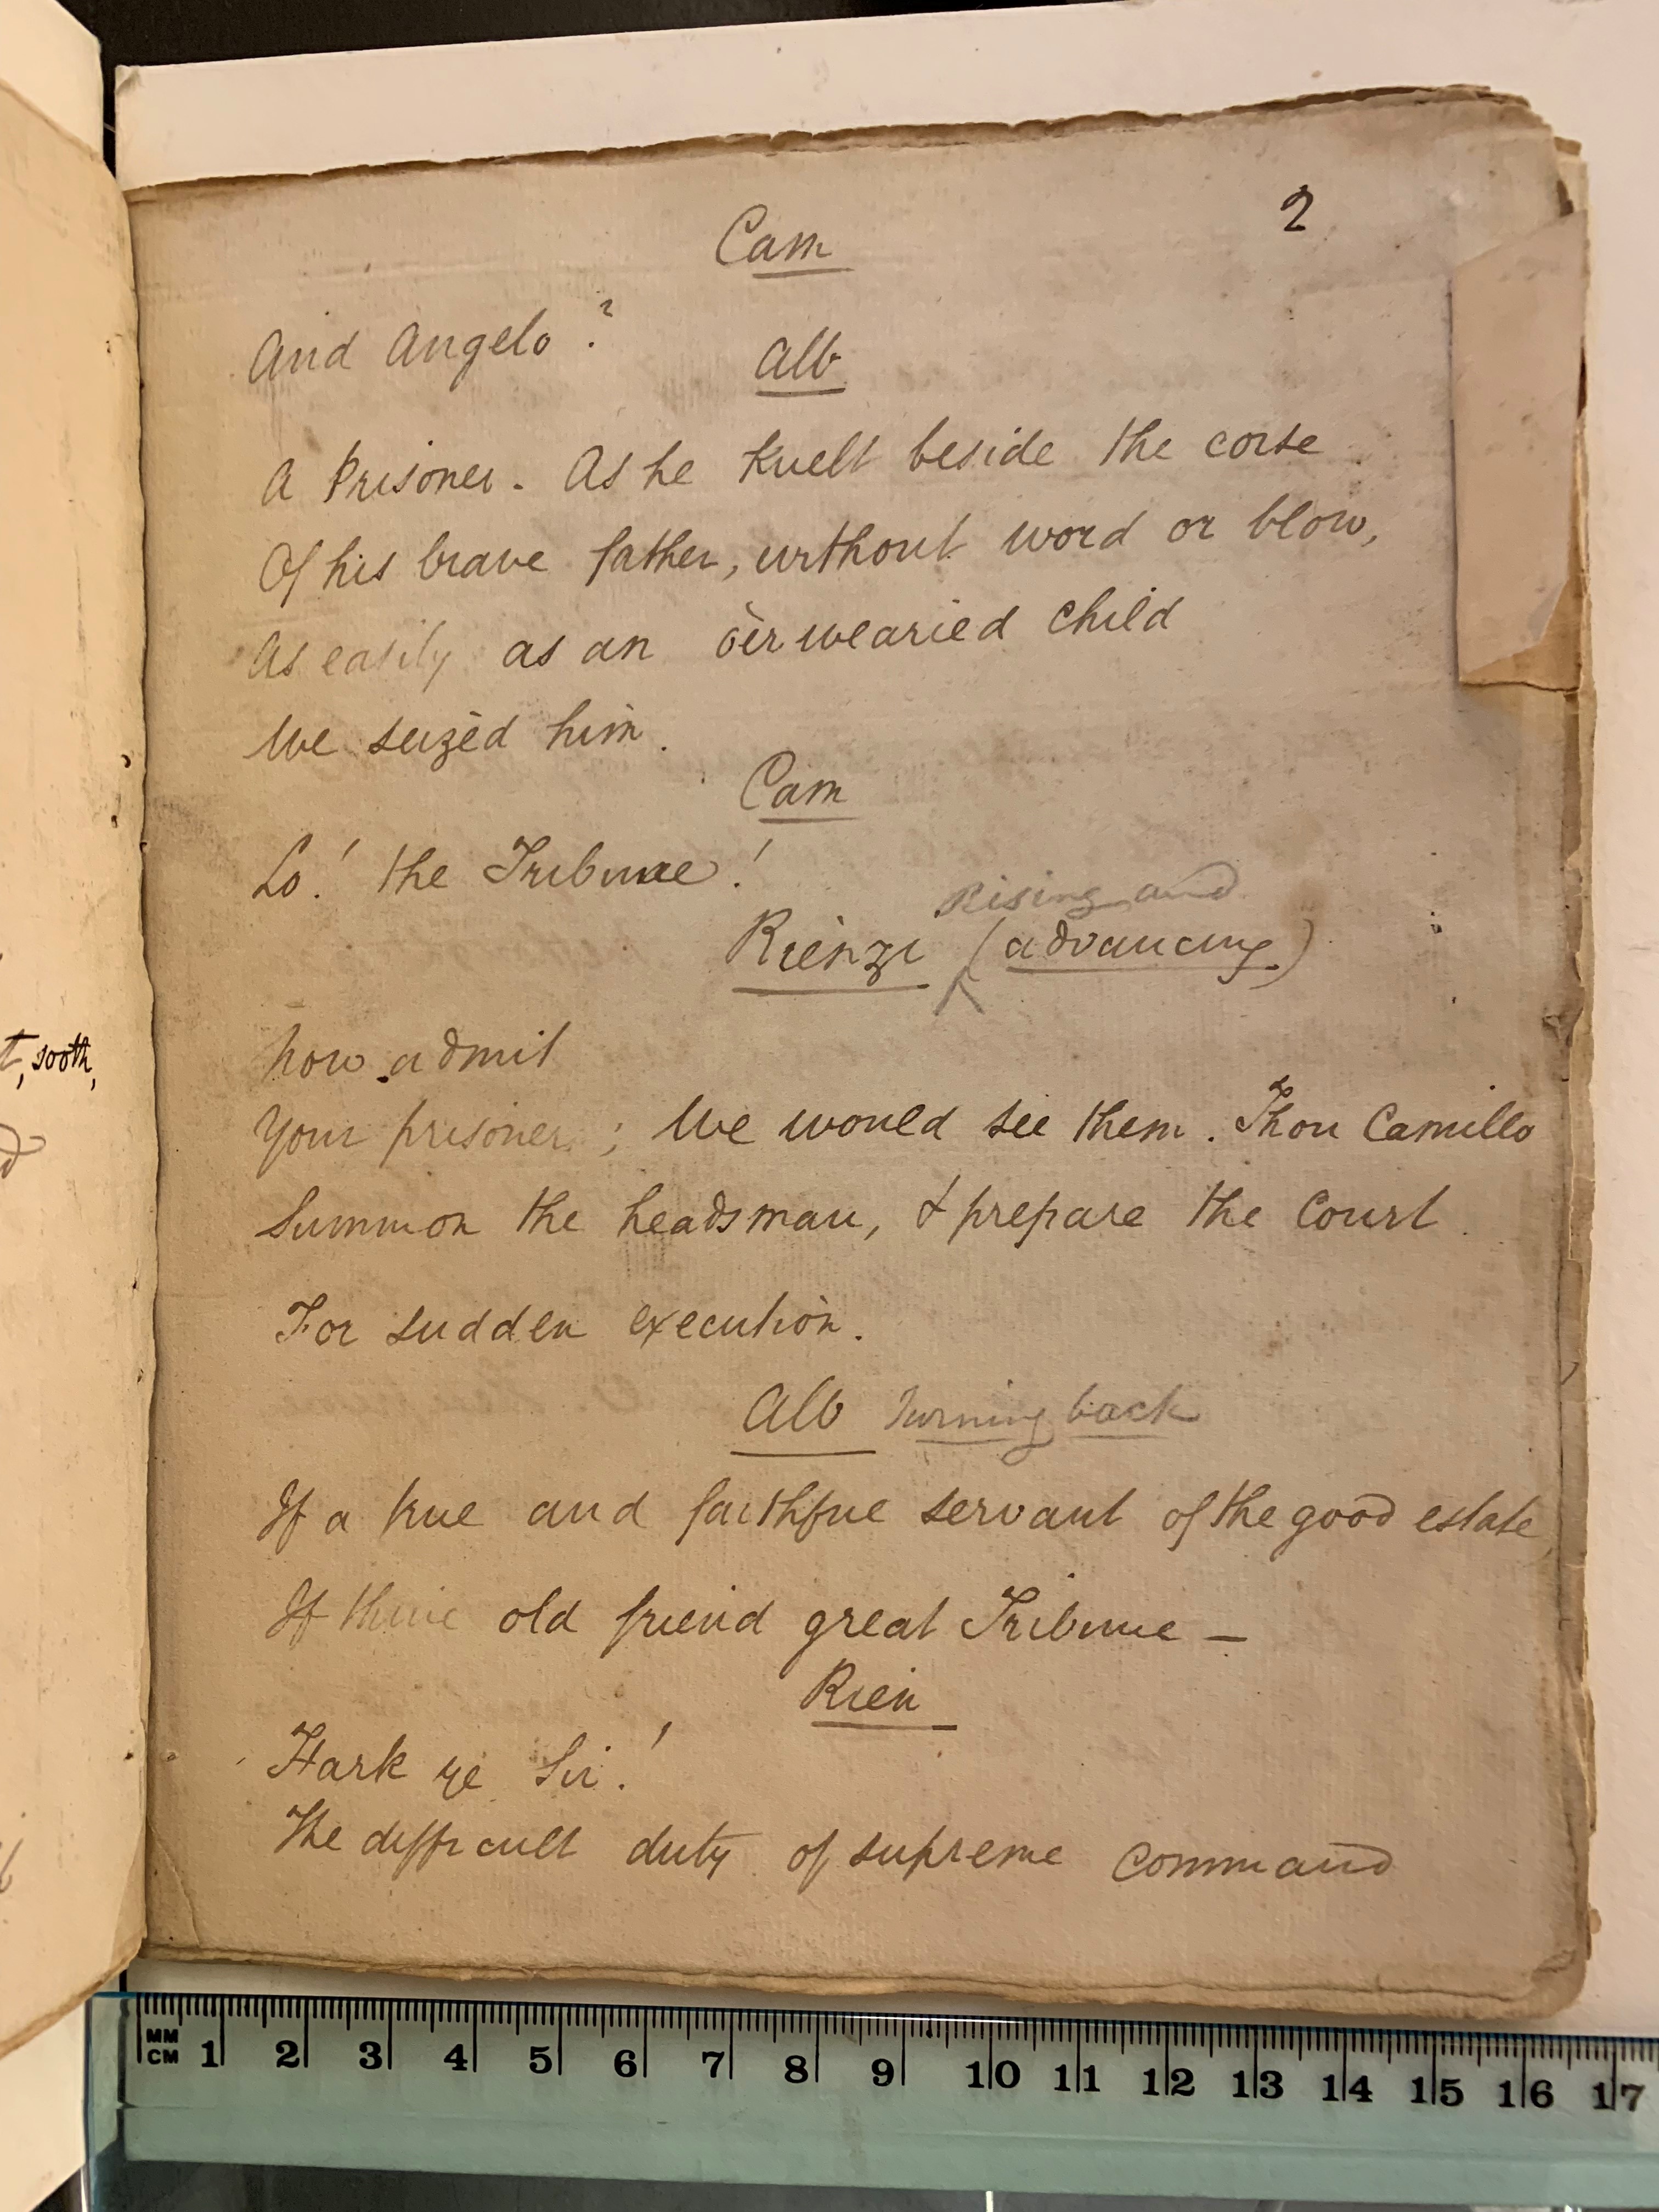 2
Cam
And Angelo?
Alb
A Prisoner. As he knelt beside the corse
Of his brave father, without word or blow,
As easily as an o'erwearied child
We seized him.
Cam
Lo! the Tribune!
Rising and
Rienzi (advancing)
Now admit
Your prisoners; We would see them. Thou Camillo
Summon the headsman, & prepare the Court
For sudden execution.
Alb turning back
If a true and faithful servant of the good estate,
If thine old friend great Tribune —
Rien
Hark ye Sir!
The difficult duty of supreme command
t, sooth,
MM
CM 1 2 3 4 5 6 7 8 9 10 11 12 13 14 15 16 17